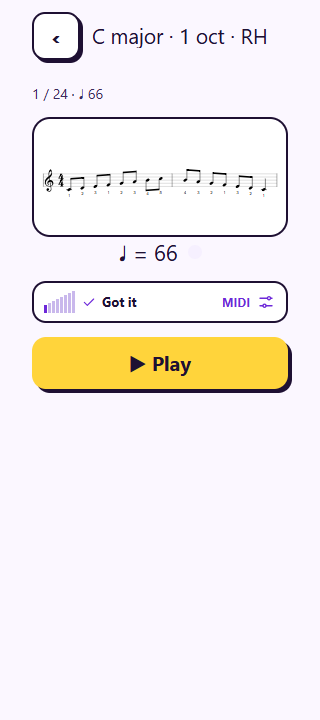 C major · 1 oct · RH
1 / 24 · ♩ 66
♩ = 66
Got it MIDI
▶ Play